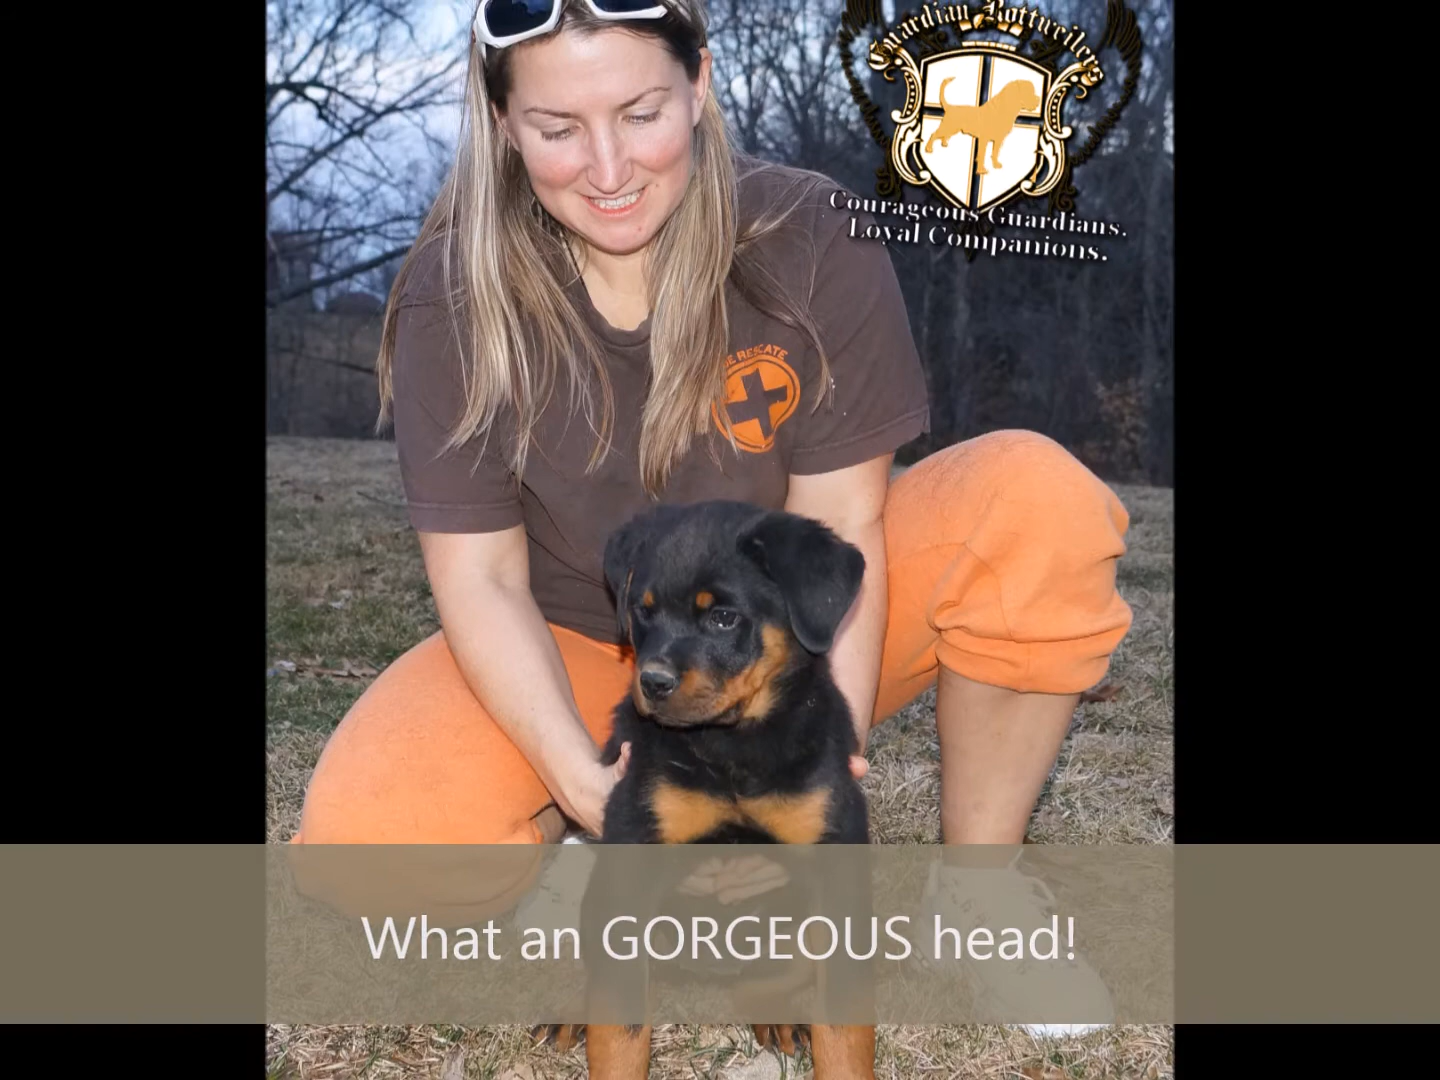 Guardian Rottweilers
Courageous Guardians.
Loyal Companions.
RESCATE
What an GORGEOUS head!